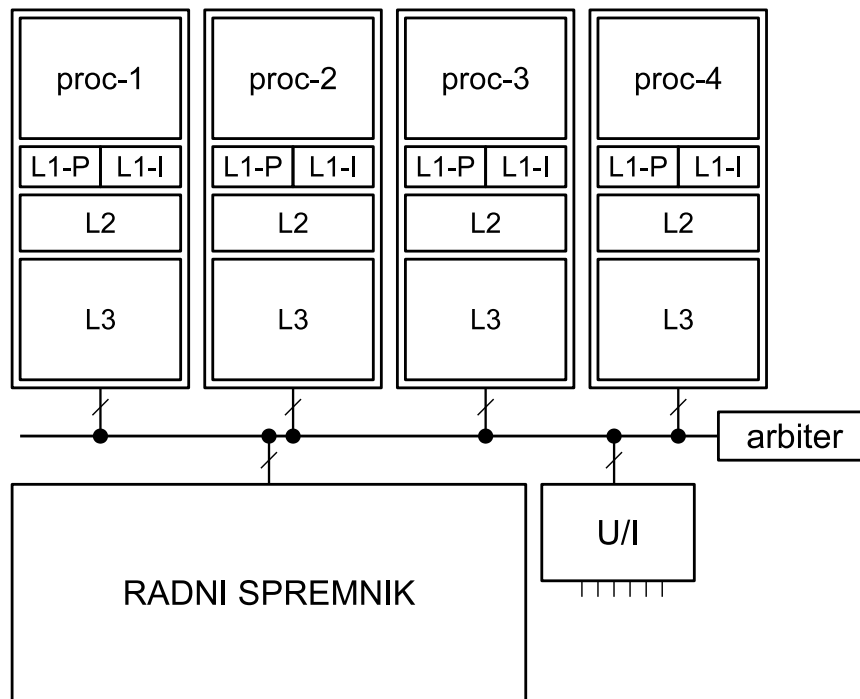 proc-1 proc-2 proc-3 proc-4
L1-P L1-I L1-P L1-I L1-P L1-I L1-P L1-I
L2 L2 L2 L2
L3 L3 L3 L3
arbiter
U/I
RADNI SPREMNIK